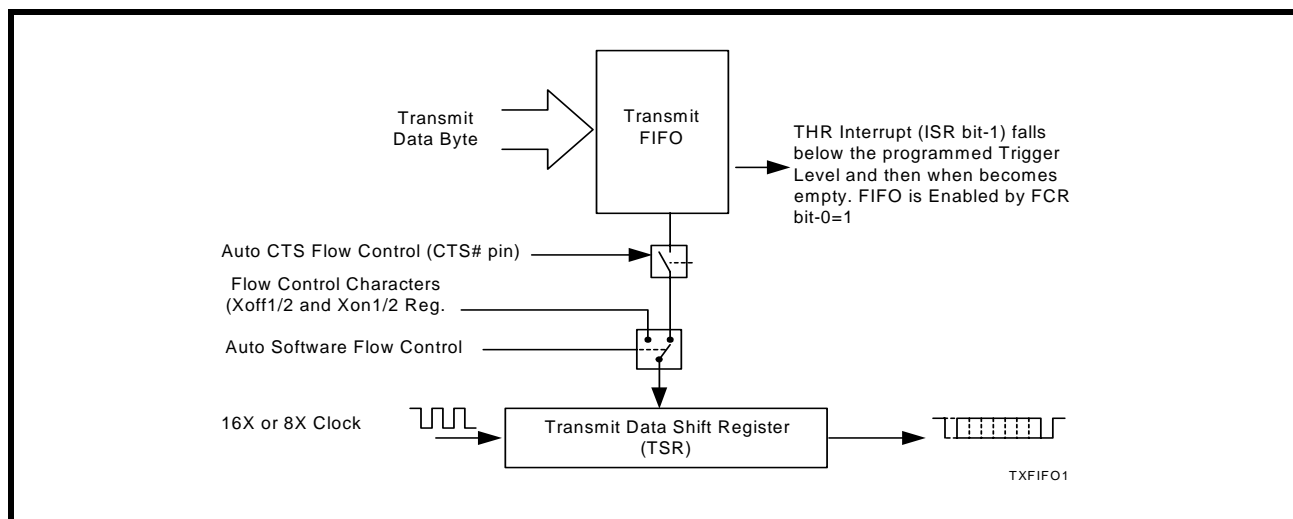 Transmit
Data Byte
Transmit
FIFO
THR Interrupt (ISR bit-1) falls
below the programmed Trigger
Level and then when becomes
empty. FIFO is Enabled by FCR
bit-0=1
Auto CTS Flow Control (CTS# pin)
Flow Control Characters
(Xoff1/2 and Xon1/2 Reg.
Auto Software Flow Control
16X or 8X Clock
Transmit Data Shift Register
(TSR)
TXFIFO1